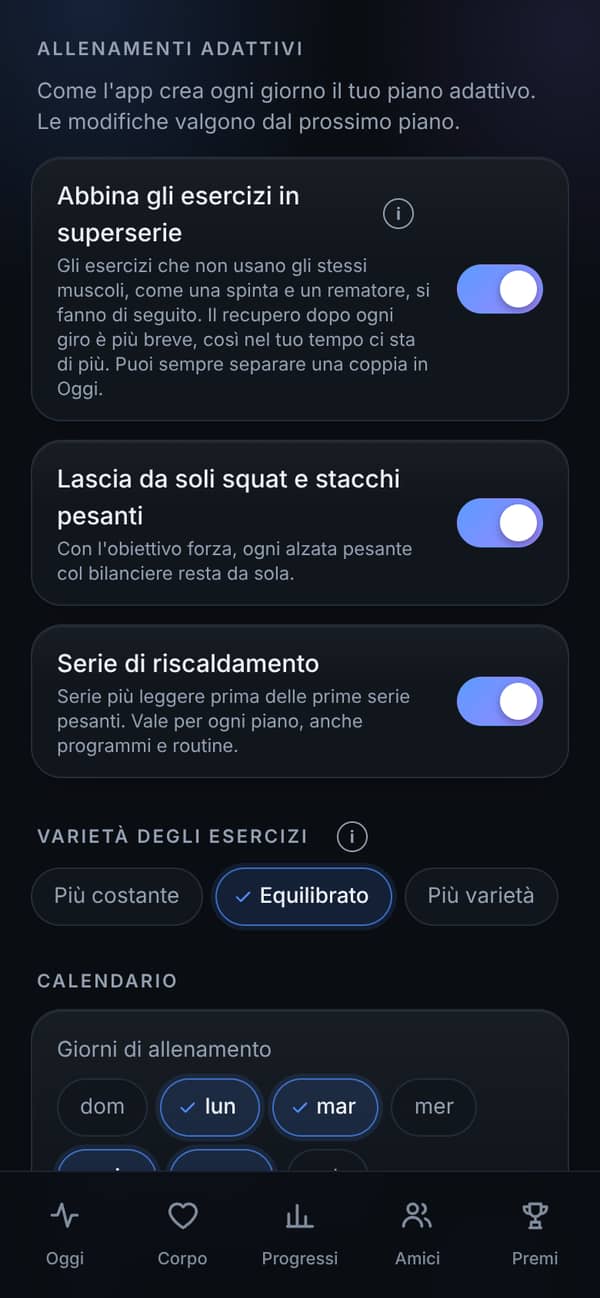 ALLENAMENTI ADATTIVI
Come l'app crea ogni giorno il tuo piano adattivo.
Le modifiche valgono dal prossimo piano.
Abbina gli esercizi in
superserie
Gli esercizi che non usano gli stessi
muscoli, come una spinta e un rematore, si
fanno di seguito. Il recupero dopo ogni
giro è più breve, così nel tuo tempo ci sta
di più. Puoi sempre separare una coppia in
Oggi.
Lascia da soli squat e stacchi
pesanti
Con l'obiettivo forza, ogni alzata pesante
col bilanciere resta da sola.
Serie di riscaldamento
Serie più leggere prima delle prime serie
pesanti. Vale per ogni piano, anche
programmi e routine.
VARIETÀ DEGLI ESERCIZI
Più costante Equilibrato Più varietà
CALENDARIO
Giorni di allenamento
dom lun mar mer
Oggi Corpo Progressi Amici Premi